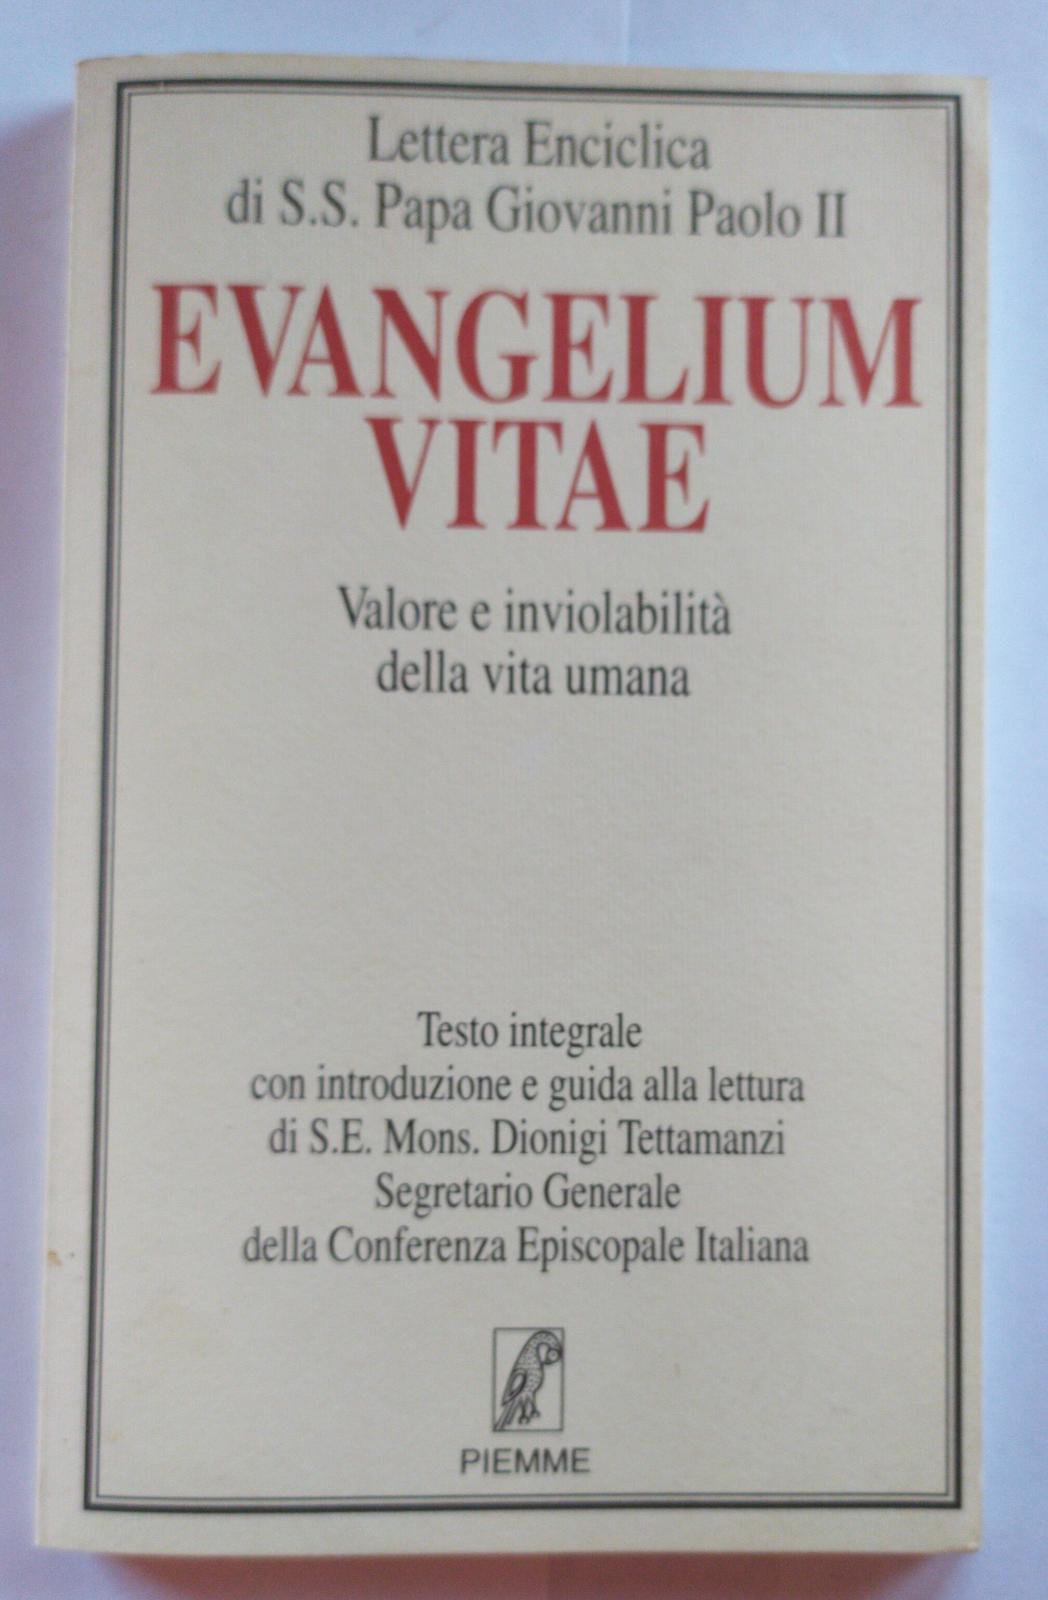 Lettera Enciclica
di S.S. Papa Giovanni Paolo II
EVANGELIUM
VITAE
Valore e inviolabilità
della vita umana
Testo integrale
con introduzione e guida alla lettura
di S.E. Mons. Dionigi Tettamanzi
Segretario Generale
della Conferenza Episcopale Italiana
PIEMME